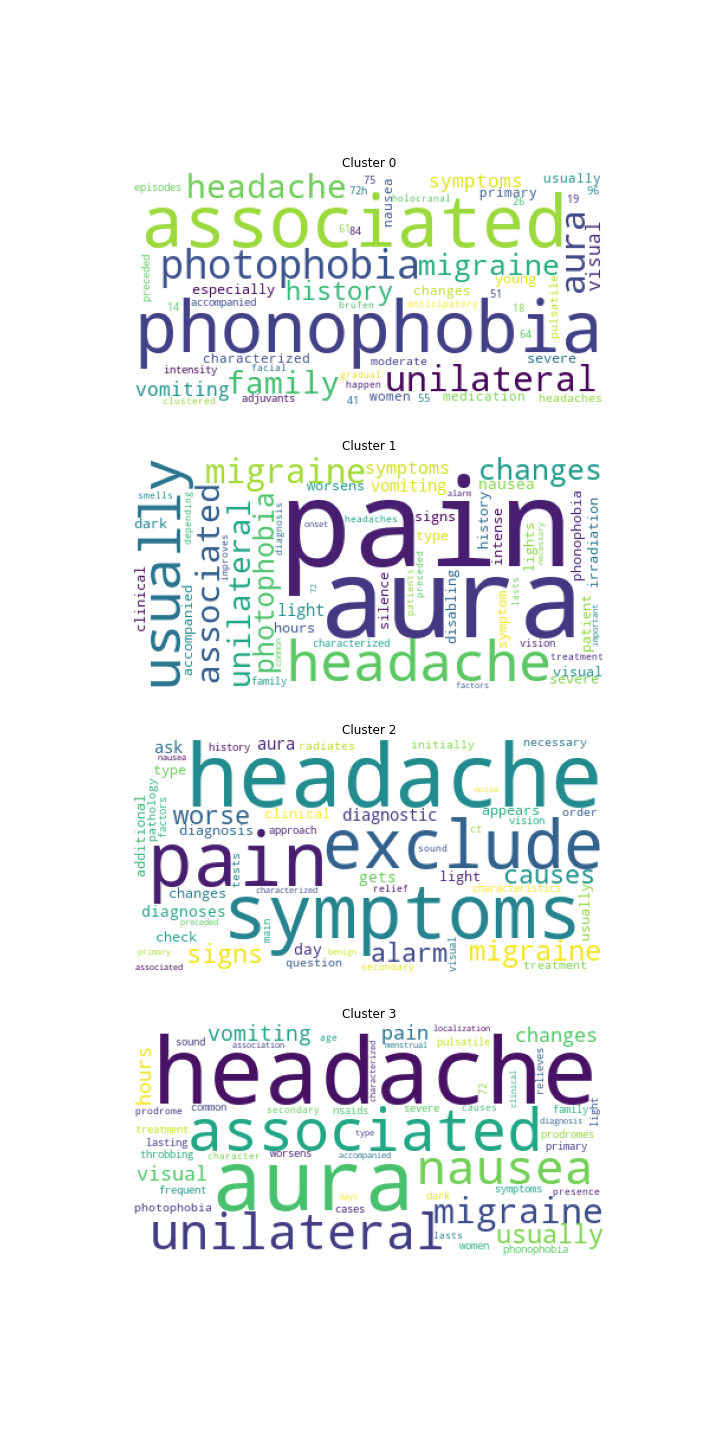 Cluster 0
episodes headache 75 72h nausea holocranal symptoms primary 26 usually 19 96
associated 61 84 aura visual
preceded photophobia migraine
especially history changes young 51 pulsatile
14 accompanied brufen anticipatory 18
phonophobia 64
characterized facial moderate severe
intensity family gradual happen unilateral
vomiting clustered adjuvants 41 women 55 medication headaches
Cluster 1
migraine symptoms changes
smells usually depending worsens vomiting alarm nausea
dark associated unilateral photophobia diagnosis pain onset headaches signs type history intense lights necessary phonophobia irradiation
clinical accompanied improves 72 aura patients preceded
light silence disabling symptom lasts patient important
hours characterized vision treatment
common headache visual
family factors severe
Cluster 2
ask history aura radiates initially necessary
nausea type headache noise
additional pathology factors worse clinical diagnostic appears order
diagnosis approach exclude sound ct vision
pain tests gets light causes
changes characterized relief characteristics usually
diagnoses preceded symptoms
check main day alarm visual migraine
primary signs benign
associated question secondary treatment
Cluster 3
vomiting age pain localization changes
sound association menstrual pulsatile
hours headache characterized 72 clinical relieves light
prodrome common secondary nsaids severe causes family
treatment associated type diagnosis
lasting prodromes
throbbing character worsens accompanied primary
visual aura nausea
frequent days dark symptoms presence
photophobia cases migraine
unilateral lasts usually
women phonophobia